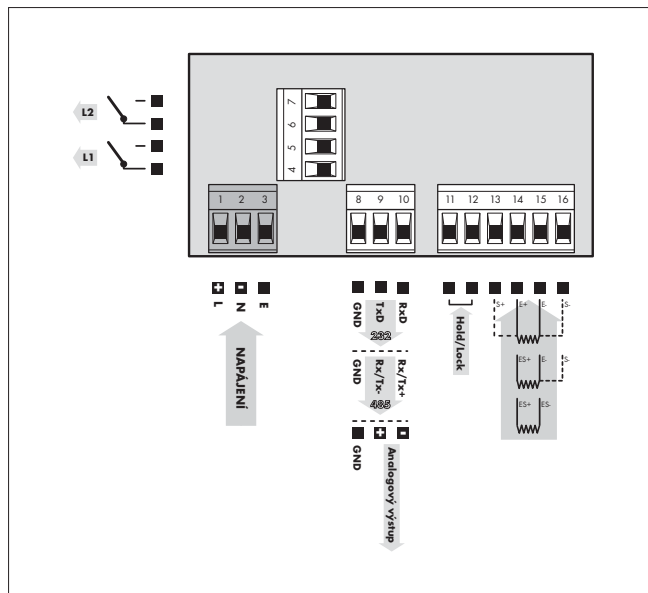 7
6
5
4
L2
L1
1 2 3
8 9 10
11 12 13 14 15 16
+ L
- N
E
NAPÁJENÍ
GND TxD RxD
232
GND Rx/Tx- Rx/Tx+
485
GND + -
Analogový výstup
Hold/Lock
S+ E+ E- S-
ES+ E- S-
ES+ ES-